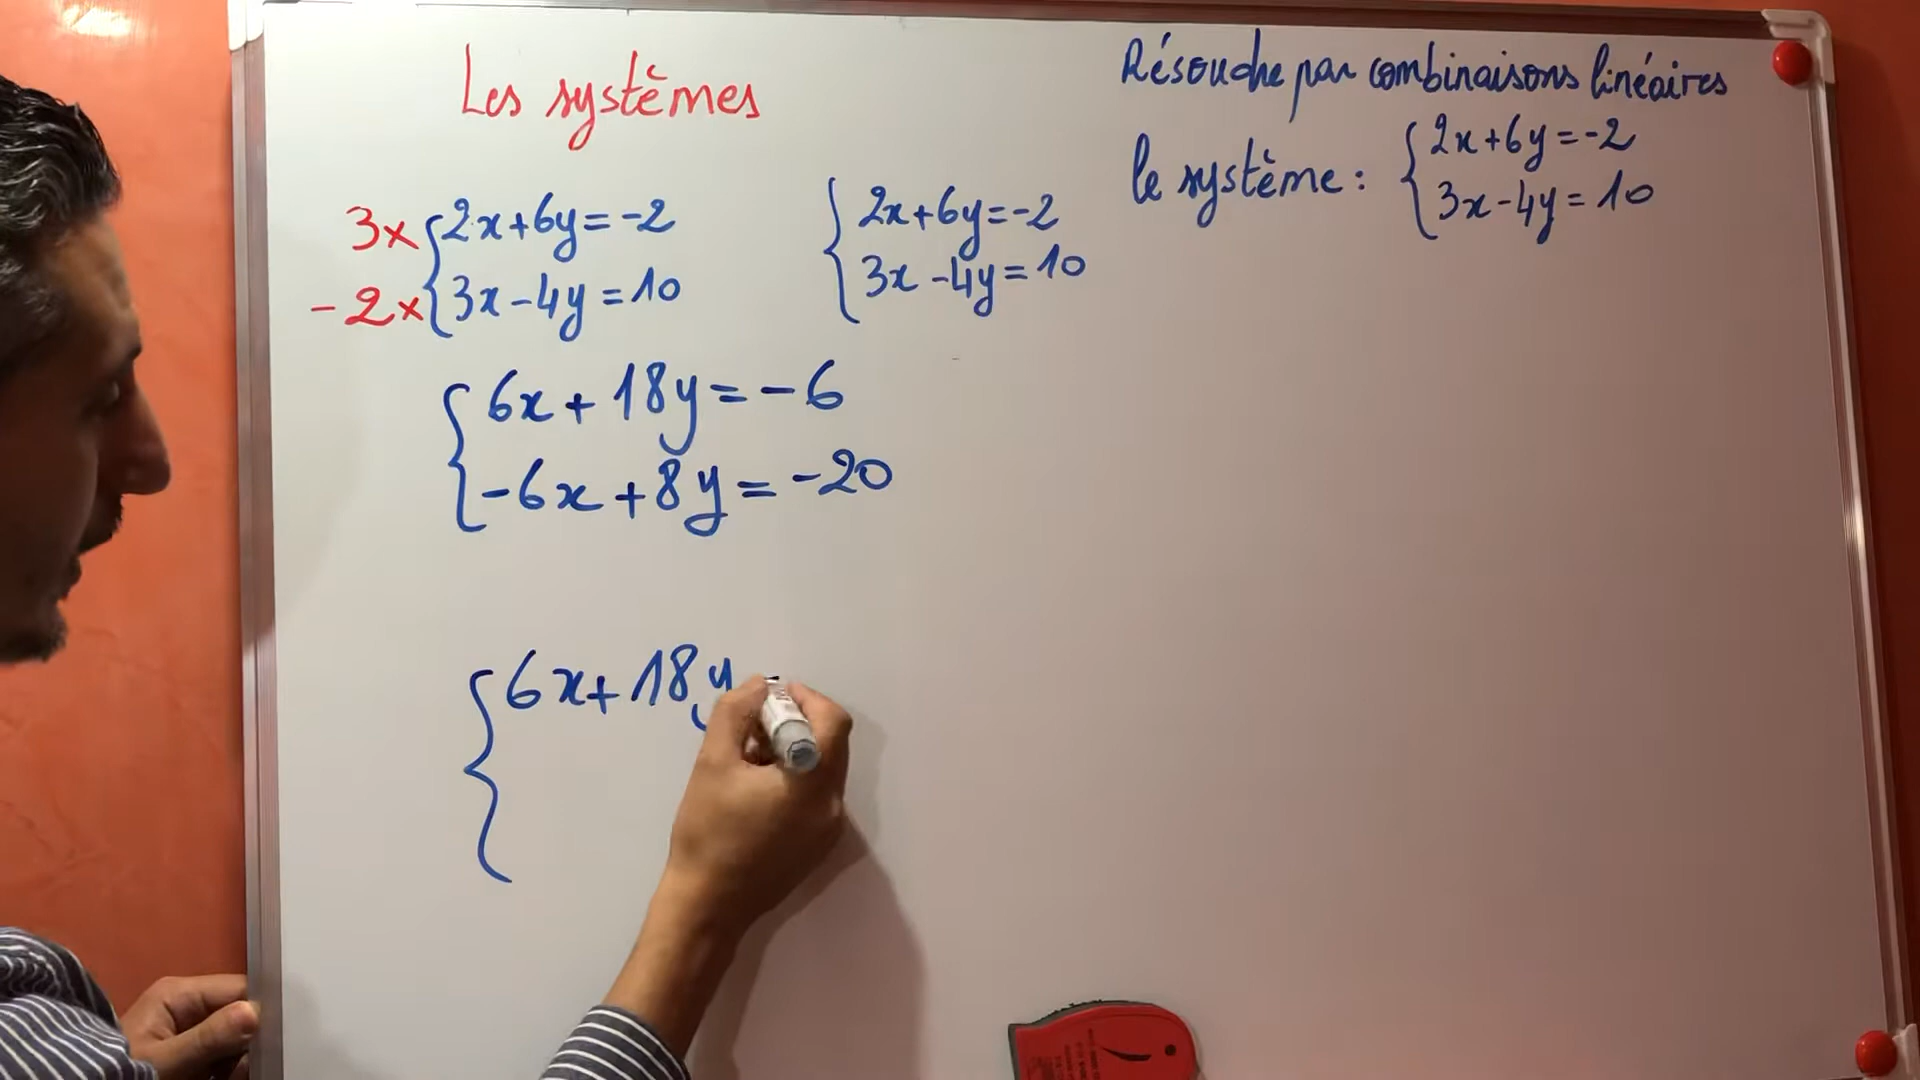 Les systèmes
3x { 2x+6y=-2
-2x { 3x-4y=10
{ 2x+6y=-2
3x-4y=10
Résoudre par combinaisons linéaires
le système : { 2x+6y=-2
3x-4y=10
{ 6x+18y=-6
-6x+8y=-20
{ 6x+18y